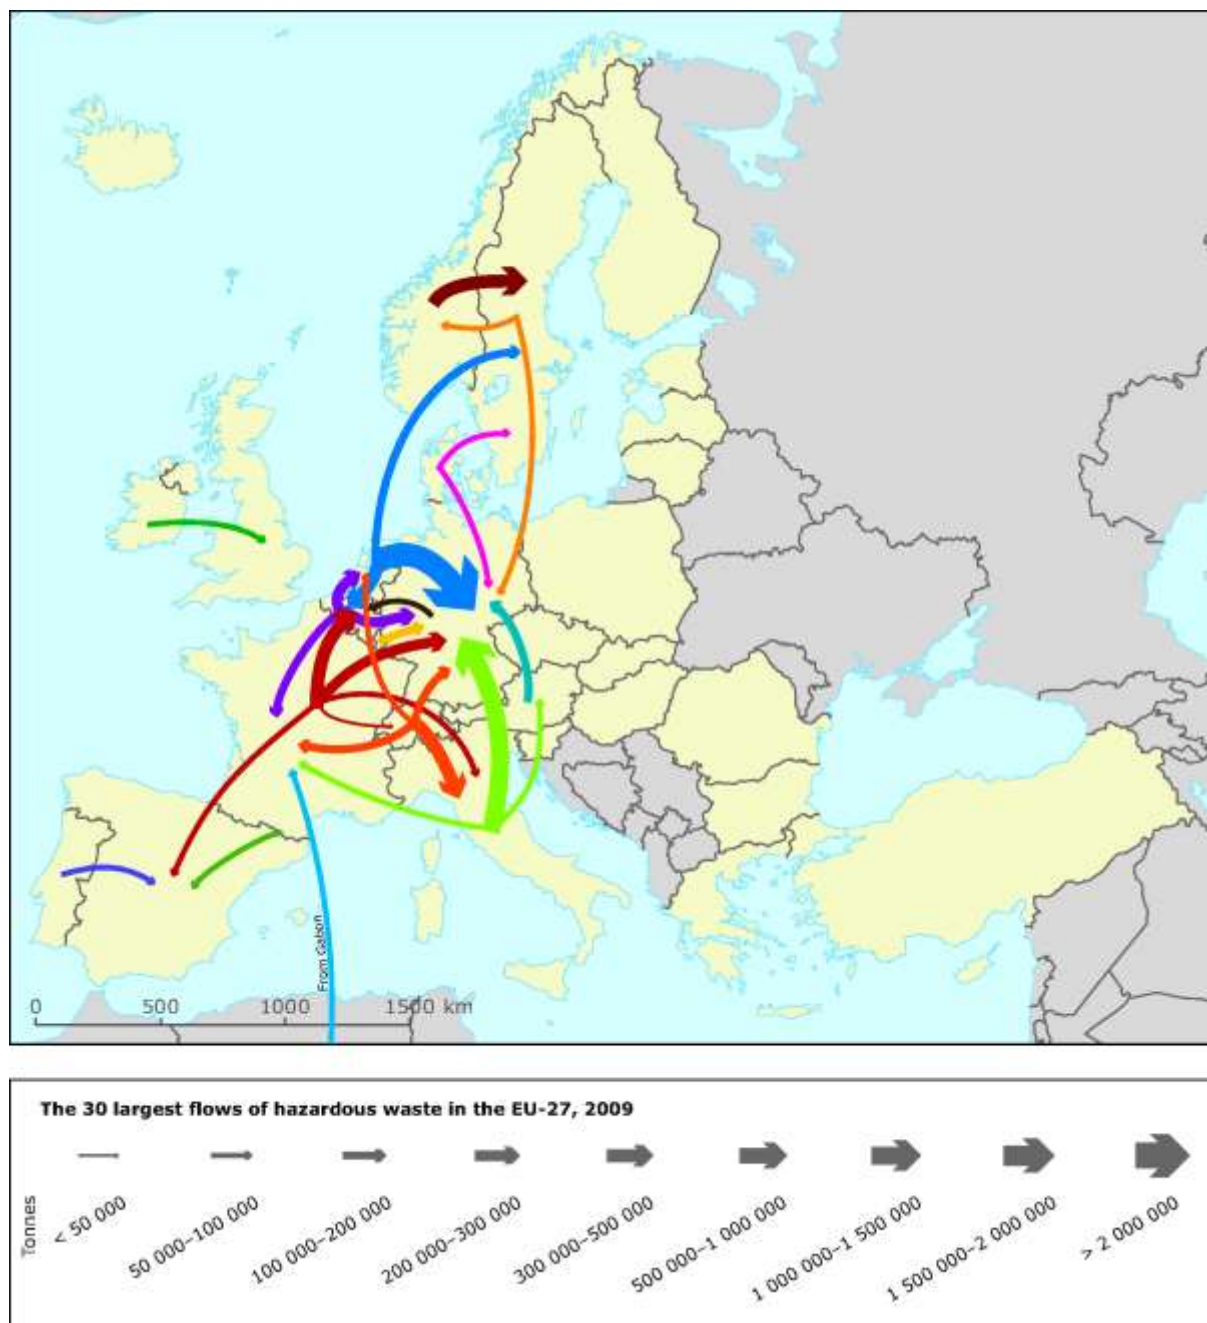 From Gabon
0 500 1000 1500 km
The 30 largest flows of hazardous waste in the EU-27, 2009
Tonnes
< 50 000
50 000–100 000
100 000–200 000
200 000–300 000
300 000–500 000
500 000–1 000 000
1 000 000–1 500 000
1 500 000–2 000 000
> 2 000 000